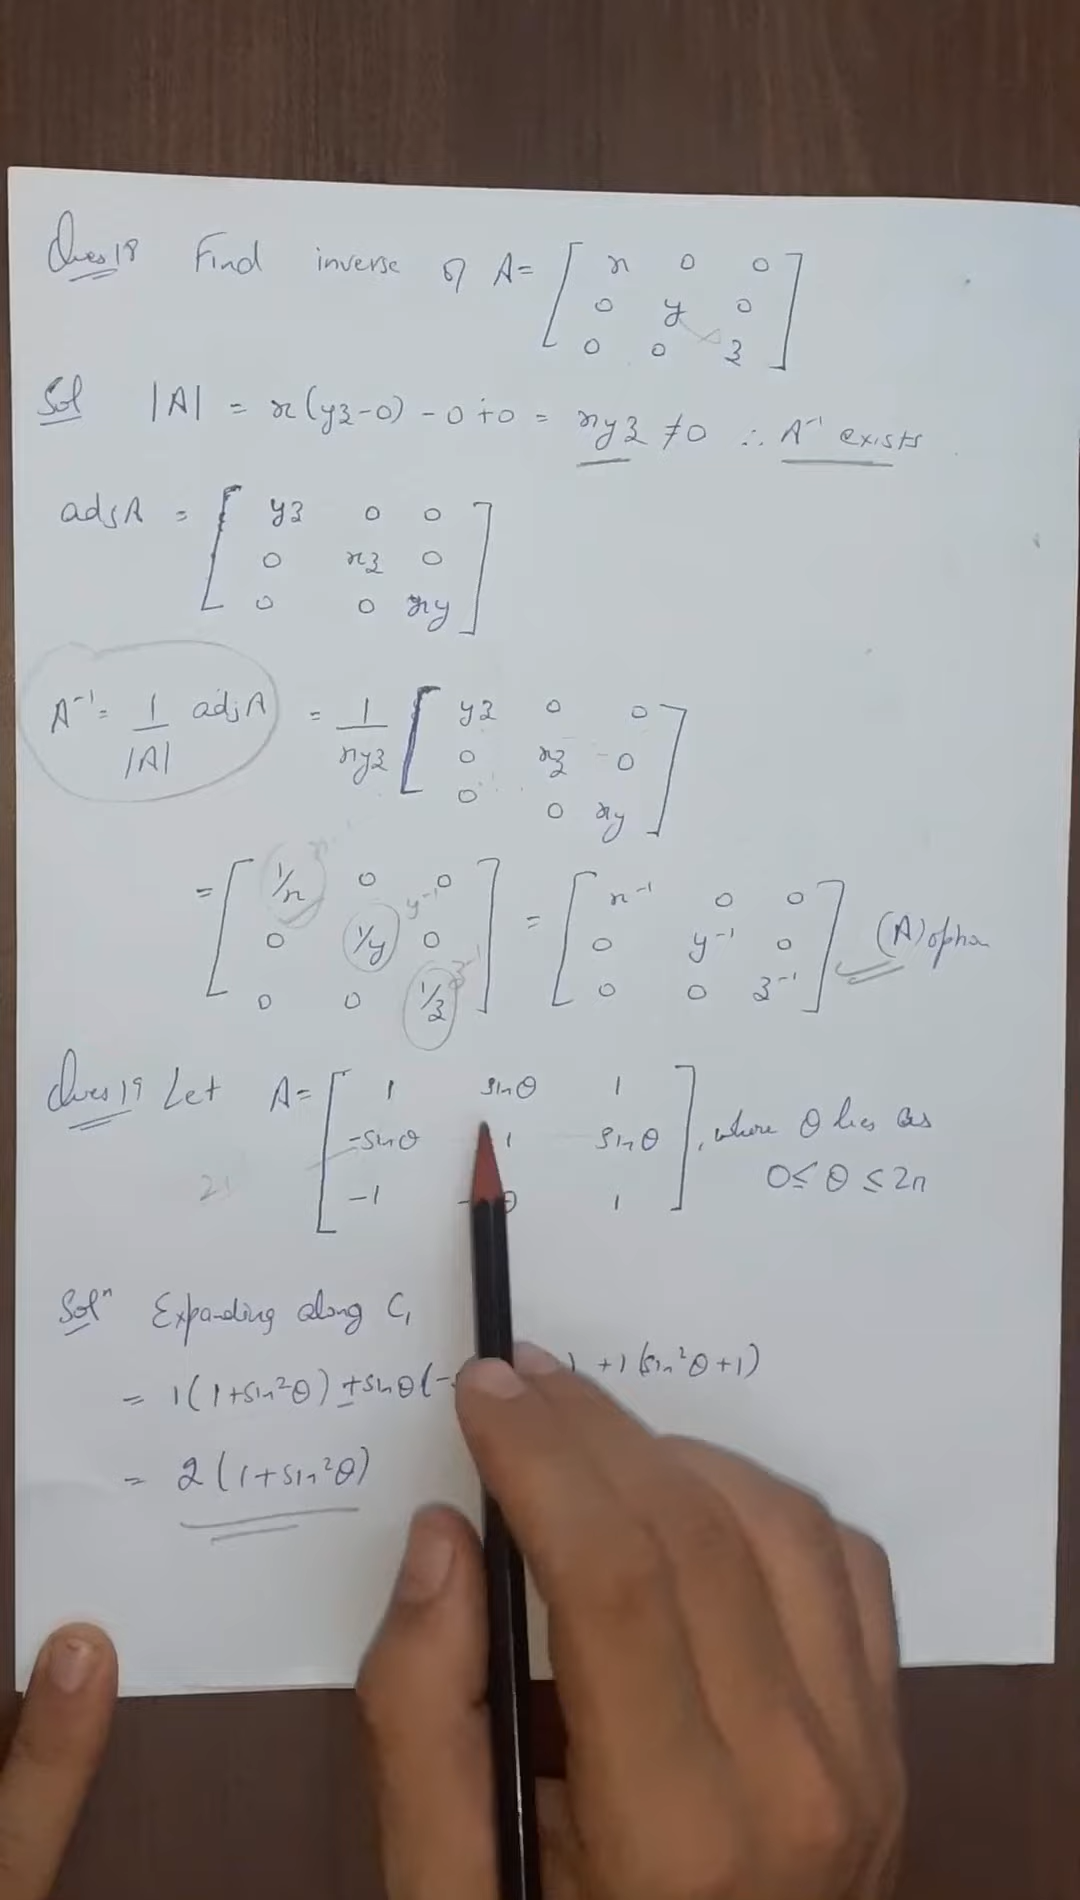 Ques 18 Find inverse of A = [ x 0 0
0 y 0
0 0 z ]
Sol |A| = x(yz-0) - 0 + 0 = xyz ≠ 0 ∴ A⁻¹ exists
adjA = [ yz 0 0
0 xz 0
0 0 xy ]
A⁻¹ = 1/|A| adjA = 1/xyz [ yz 0 0
0 xz 0
0 0 xy ]
= [ 1/x 0 0
0 1/y 0
0 0 1/z ] = [ x⁻¹ 0 0
0 y⁻¹ 0
0 0 z⁻¹ ] (A) option
y⁻¹
z⁻¹
Ques 19 Let A = [ 1 sinθ 1
-sinθ 1 sinθ
-1 θ 1 ], where θ lies as
0 ≤ θ ≤ 2π
Solⁿ Expanding along C₁
= 1(1+sin²θ) + sinθ(- ) +1(sin²θ+1)
= 2(1+sin²θ)